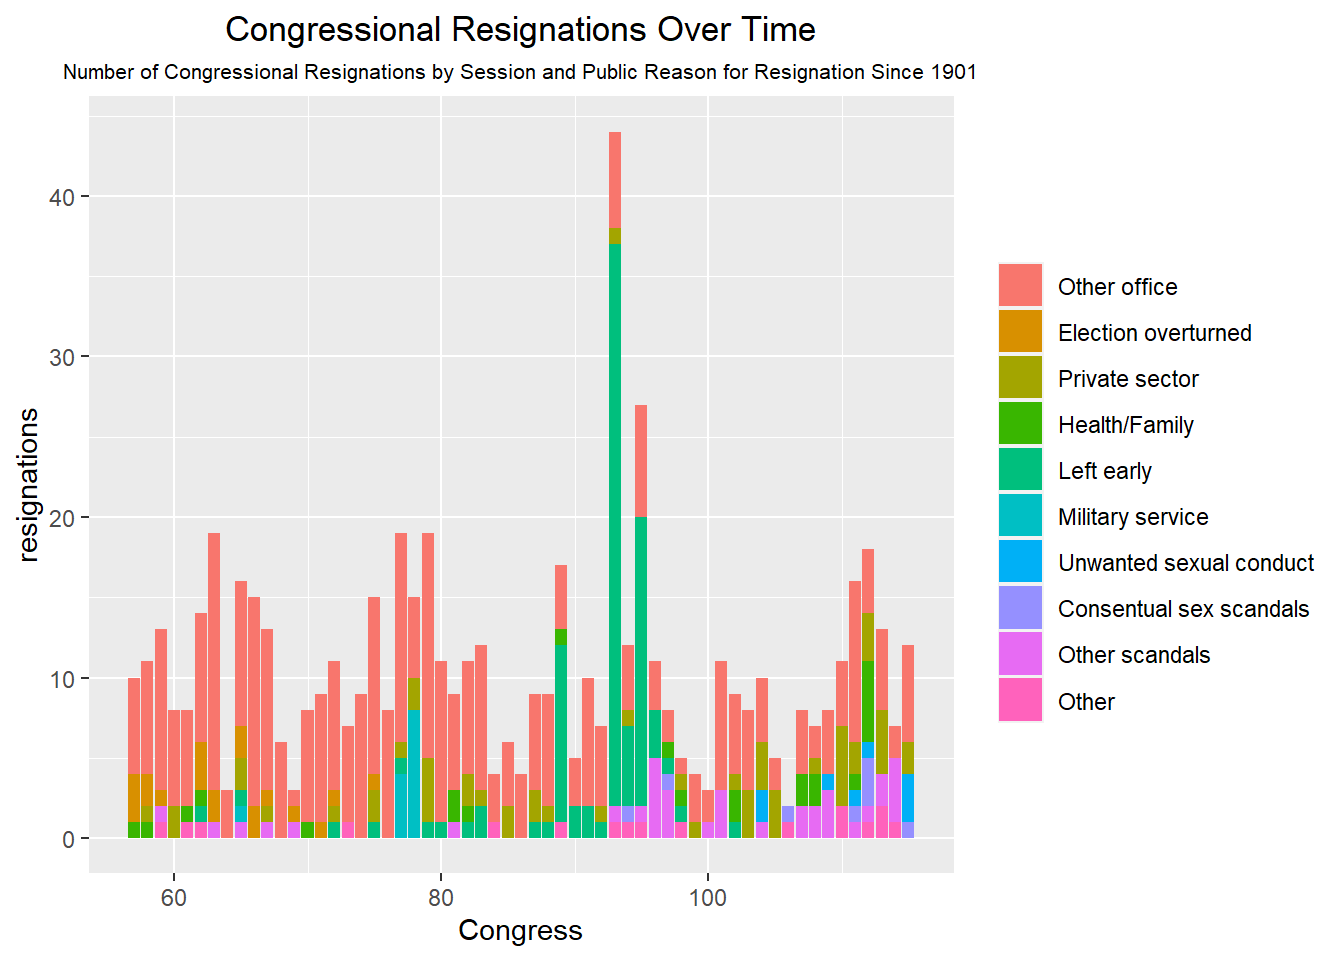 Congressional Resignations Over Time
Number of Congressional Resignations by Session and Public Reason for Resignation Since 1901
resignations
40
30
20
10
0
60
80
100
Congress
Other office
Election overturned
Private sector
Health/Family
Left early
Military service
Unwanted sexual conduct
Consentual sex scandals
Other scandals
Other